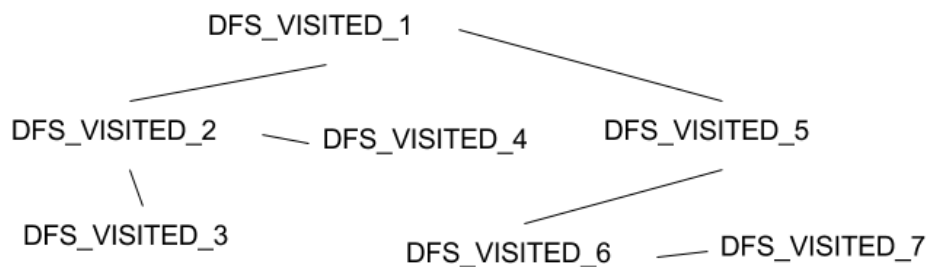 DFS_VISITED_1
DFS_VISITED_2
DFS_VISITED_4
DFS_VISITED_5
DFS_VISITED_3
DFS_VISITED_6
DFS_VISITED_7